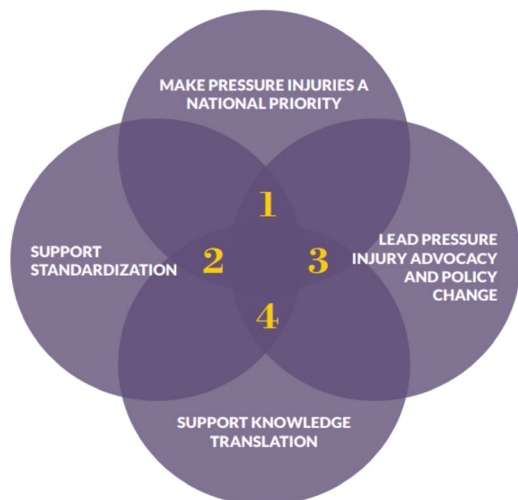 MAKE PRESSURE INJURIES A
NATIONAL PRIORITY
1
SUPPORT
STANDARDIZATION
2
3
LEAD PRESSURE
INJURY ADVOCACY
AND POLICY
CHANGE
4
SUPPORT KNOWLEDGE
TRANSLATION